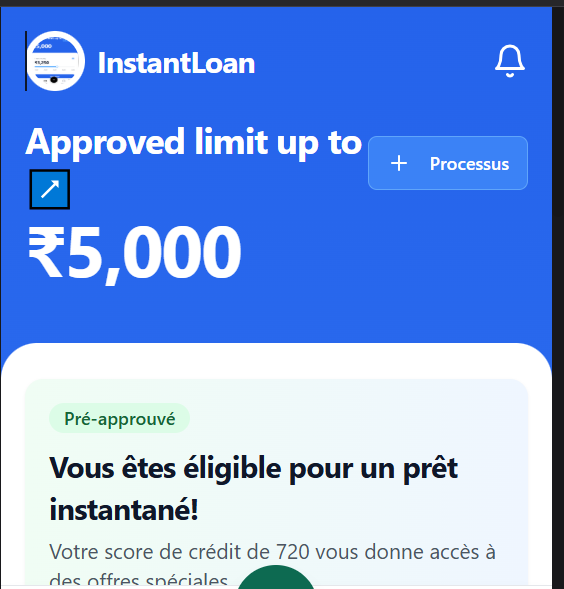 InstantLoan
Approved limit up to
↗
+ Processus
₹5,000
Pré-approuvé
Vous êtes éligible pour un prêt
instantané!
Votre score de crédit de 720 vous donne accès à
des offres spéciales